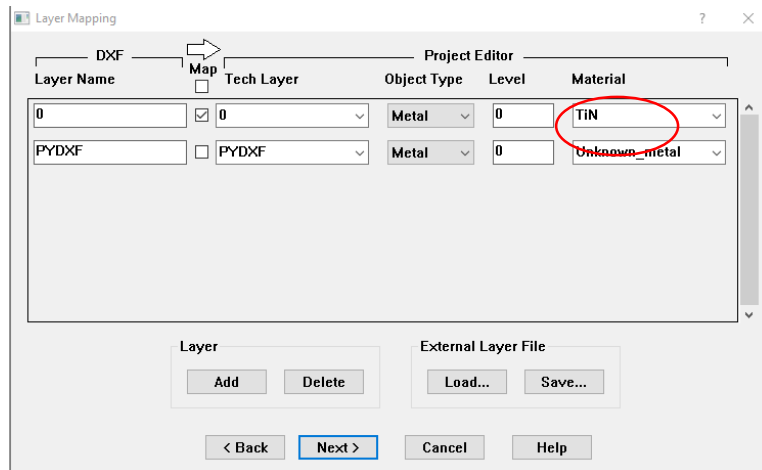 Layer Mapping ?
DXF Project Editor
Layer Name Map Tech Layer Object Type Level Material
0 0 Metal 0 TiN
PYDXF PYDXF Metal 0 Unknown_metal
Layer External Layer File
Add Delete Load... Save...
< Back Next > Cancel Help